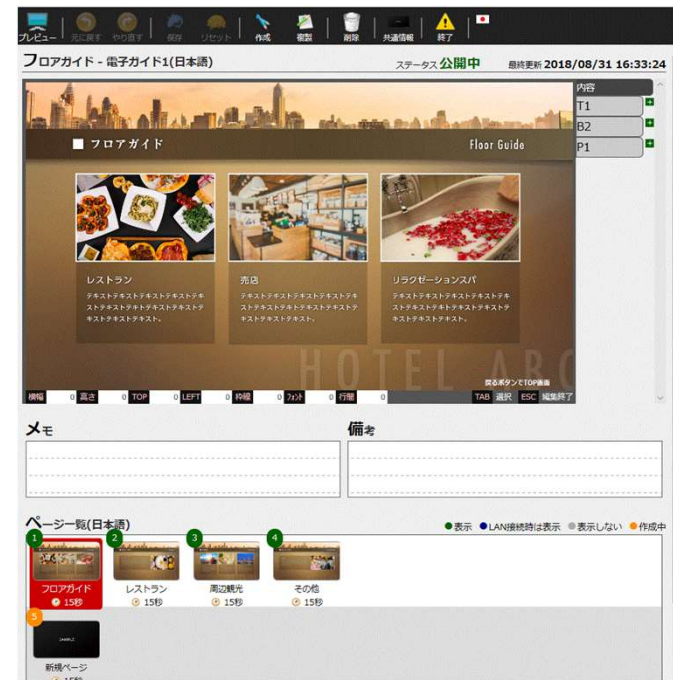 プレビュー 元に戻す やり直す 保存 リセット 作成 複製 削除 共通情報 終了
フロアガイド - 電子ガイド1(日本語) ステータス 公開中 最終更新 2018/08/31 16:33:24
内容
T1
B2
P1
フロアガイド Floor Guide
レストラン 売店 リラクゼーションスパ
テキストテキストテキストテキストテキ テキストテキストテキストテキストテキ テキストテキストテキストテキストテキ
ストテキストテキストテキストテキストテ ストテキストテキストテキストテキストテ ストテキストテキストテキストテキストテ
キストテキストテキスト。 キストテキストテキスト。 キストテキストテキスト。
HOTEL ABC
戻るボタンでTOP画面
横幅 0 高さ 0 TOP 0 LEFT 0 枠線 0 フォント 0 行間 0 TAB 選択 ESC 編集終了
メモ 備考
ページ一覧(日本語) ●表示 ●LAN接続時は表示 ●表示しない ●作成中
1 2 3 4
フロアガイド レストラン 周辺観光 その他
15秒 15秒 15秒 15秒
5
SAMPLE
新規ページ
15秒